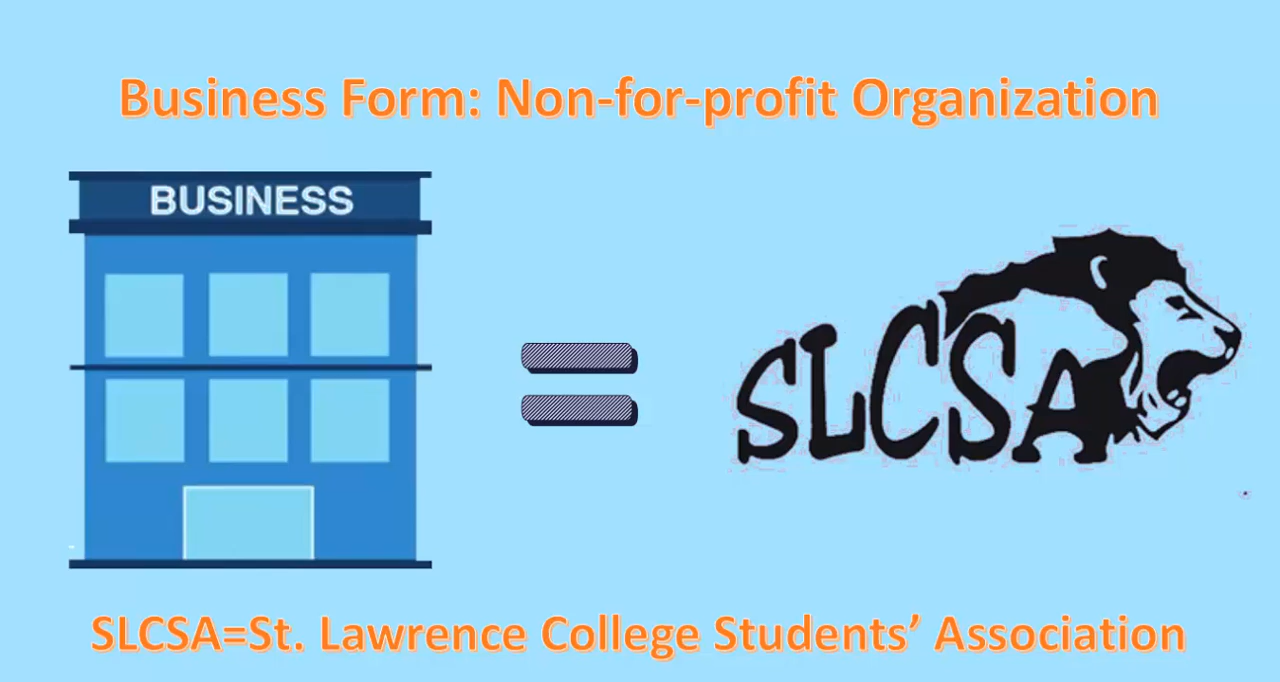 Business Form: Non-for-profit Organization
BUSINESS
SLCSA
SLCSA=St. Lawrence College Students’ Association